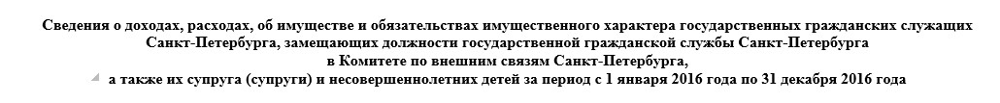 Сведения о доходах, расходах, об имуществе и обязательствах имущественного характера государственных гражданских служащих
Санкт-Петербурга, замещающих должности государственной гражданской службы Санкт-Петербурга
в Комитете по внешним связям Санкт-Петербурга,
а также их супруга (супруги) и несовершеннолетних детей за период с 1 января 2016 года по 31 декабря 2016 года